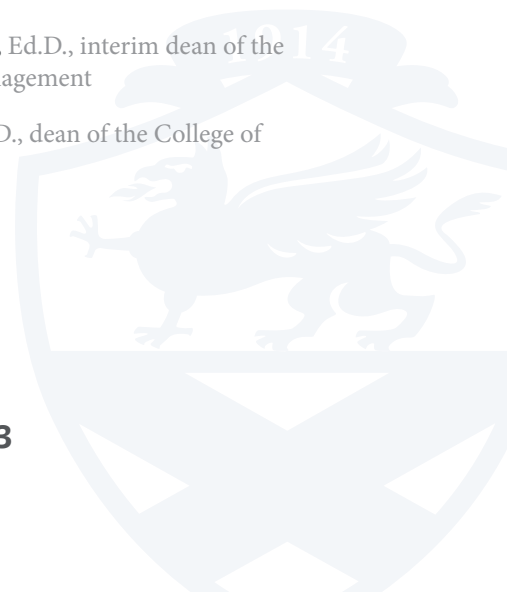 1914
, Ed.D., interim dean of the
agement
D., dean of the College of
3